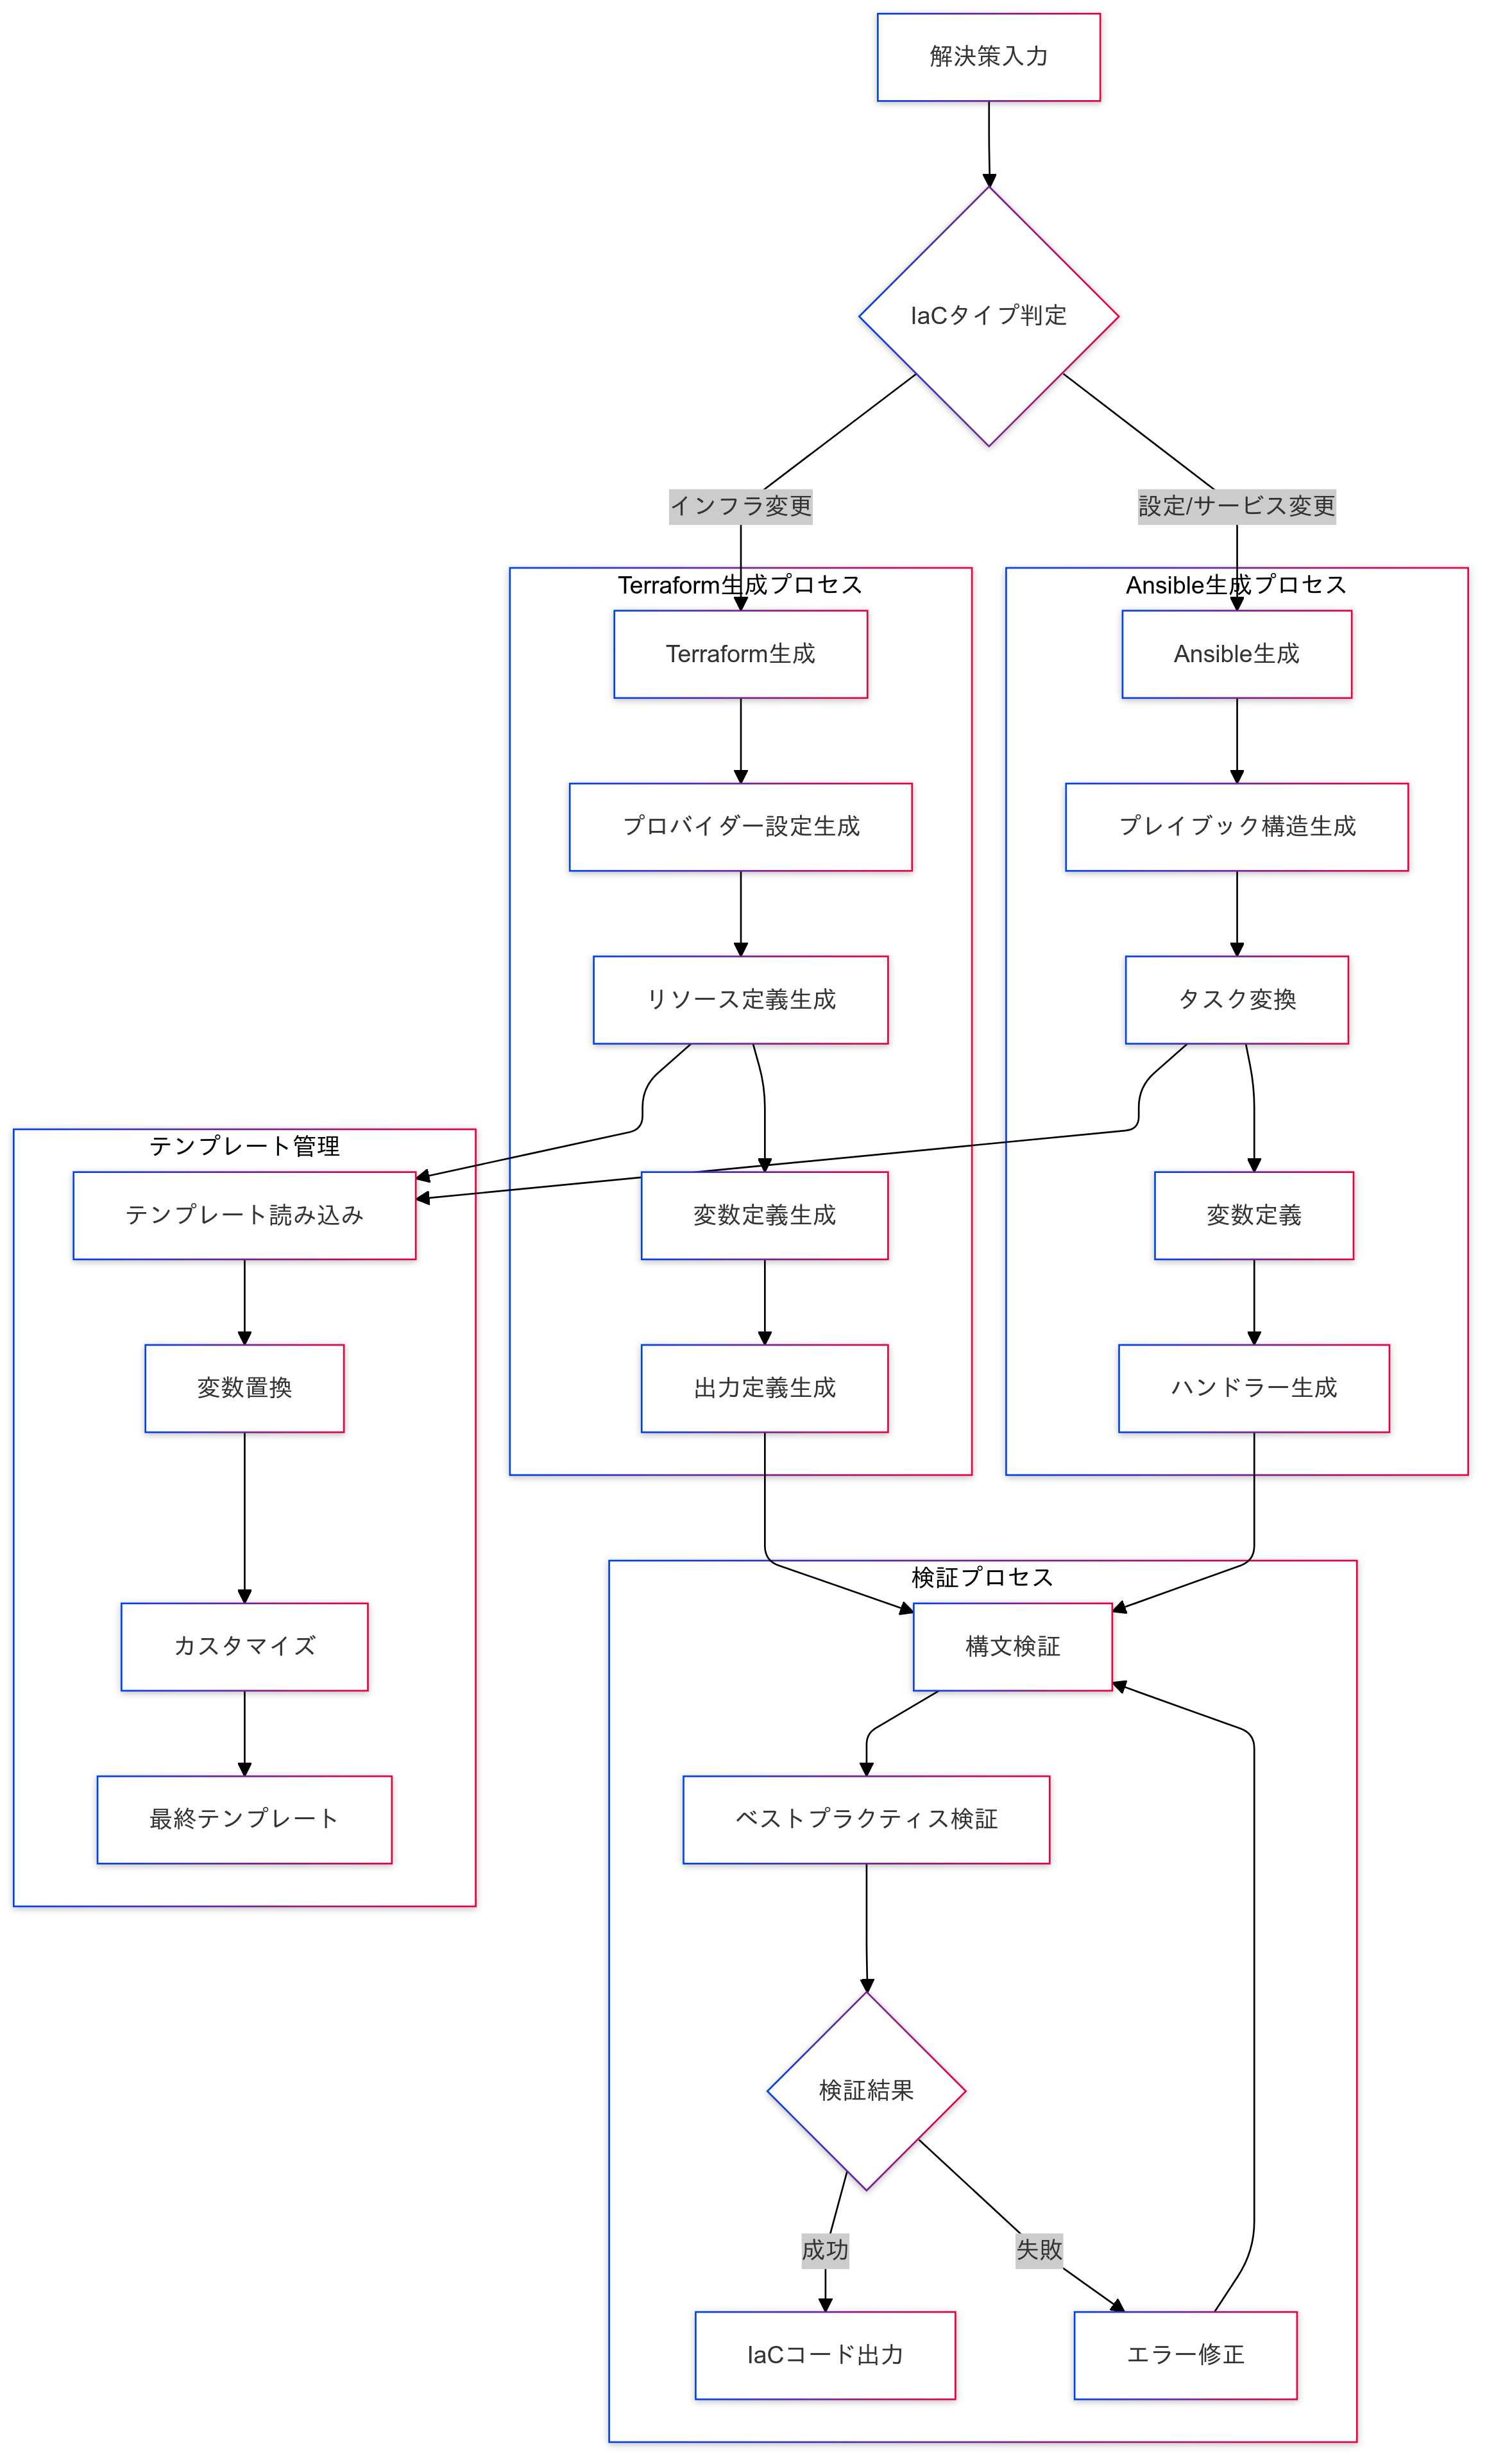 解決策入力
IaCタイプ判定
インフラ変更
設定/サービス変更
Terraform生成プロセス
Terraform生成
プロバイダー設定生成
リソース定義生成
変数定義生成
出力定義生成
Ansible生成プロセス
Ansible生成
プレイブック構造生成
タスク変換
変数定義
ハンドラー生成
テンプレート管理
テンプレート読み込み
変数置換
カスタマイズ
最終テンプレート
検証プロセス
構文検証
ベストプラクティス検証
検証結果
成功
失敗
IaCコード出力
エラー修正